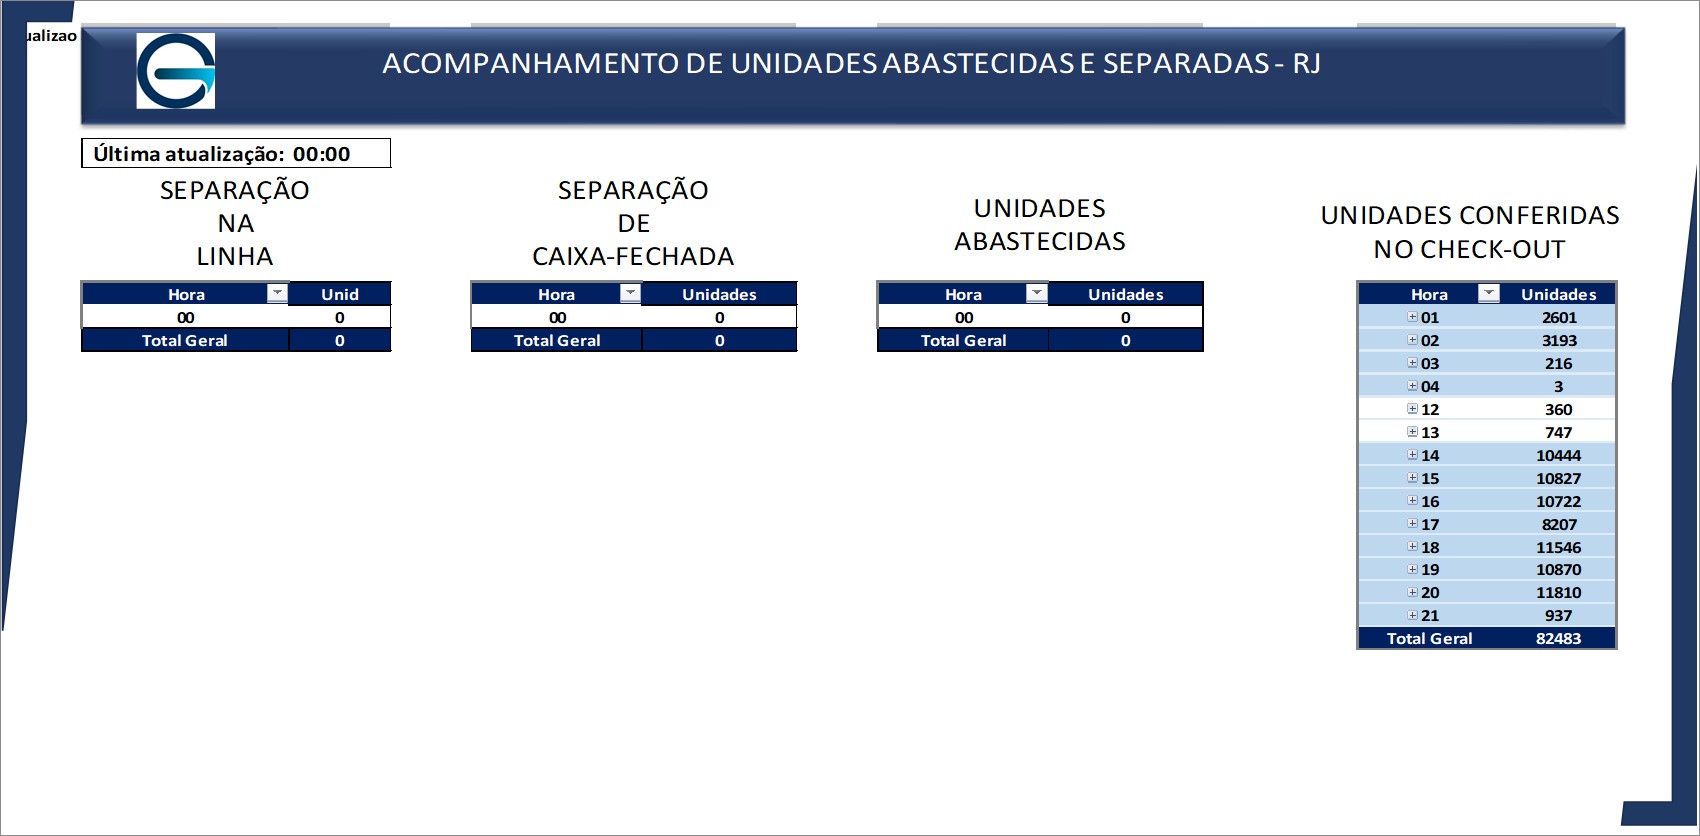 ualizao
ACOMPANHAMENTO DE UNIDADES ABASTECIDAS E SEPARADAS - RJ
Última atualização: 00:00
SEPARAÇÃO
NA
LINHA
Hora Unid
00 0
Total Geral 0
SEPARAÇÃO
DE
CAIXA-FECHADA
Hora Unidades
00 0
Total Geral 0
UNIDADES
ABASTECIDAS
Hora Unidades
00 0
Total Geral 0
UNIDADES CONFERIDAS
NO CHECK-OUT
Hora Unidades
01 2601
02 3193
03 216
04 3
12 360
13 747
14 10444
15 10827
16 10722
17 8207
18 11546
19 10870
20 11810
21 937
Total Geral 82483